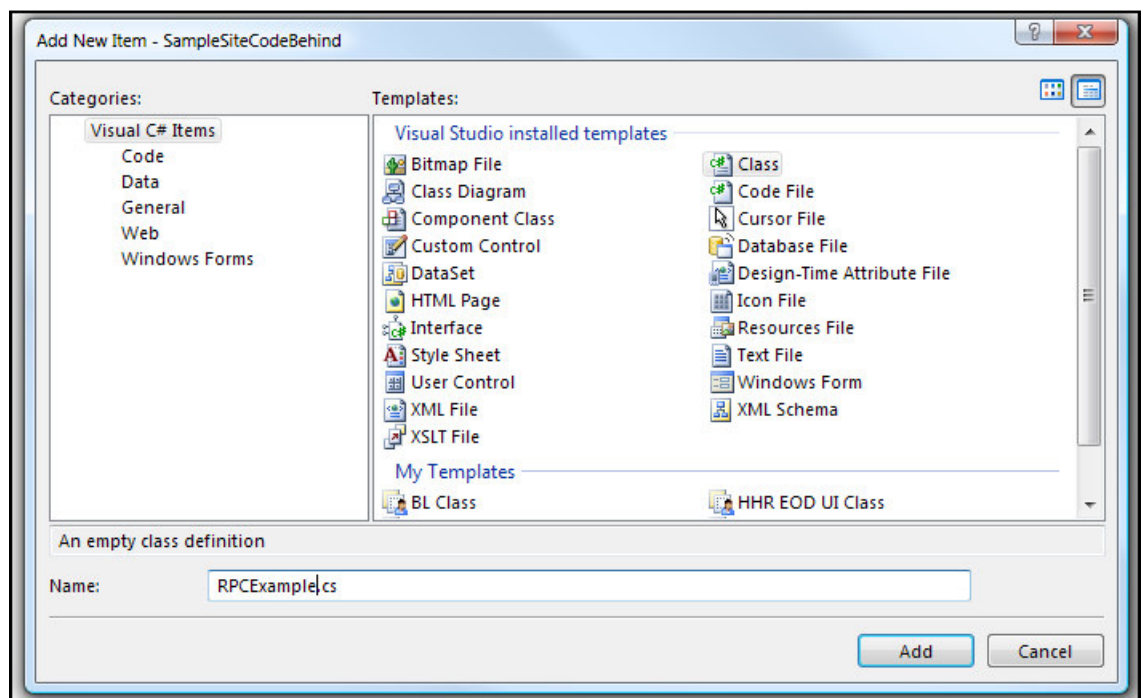 Add New Item - SampleSiteCodeBehind
Categories:
Templates:
Visual C# Items
Code
Data
General
Web
Windows Forms
Visual Studio installed templates
Bitmap File
Class
Class Diagram
Code File
Component Class
Cursor File
Custom Control
Database File
DataSet
Design-Time Attribute File
HTML Page
Icon File
Interface
Resources File
Style Sheet
Text File
User Control
Windows Form
XML File
XML Schema
XSLT File
My Templates
BL Class
HHR EOD UI Class
An empty class definition
Name:
RPCExample.cs
Add
Cancel